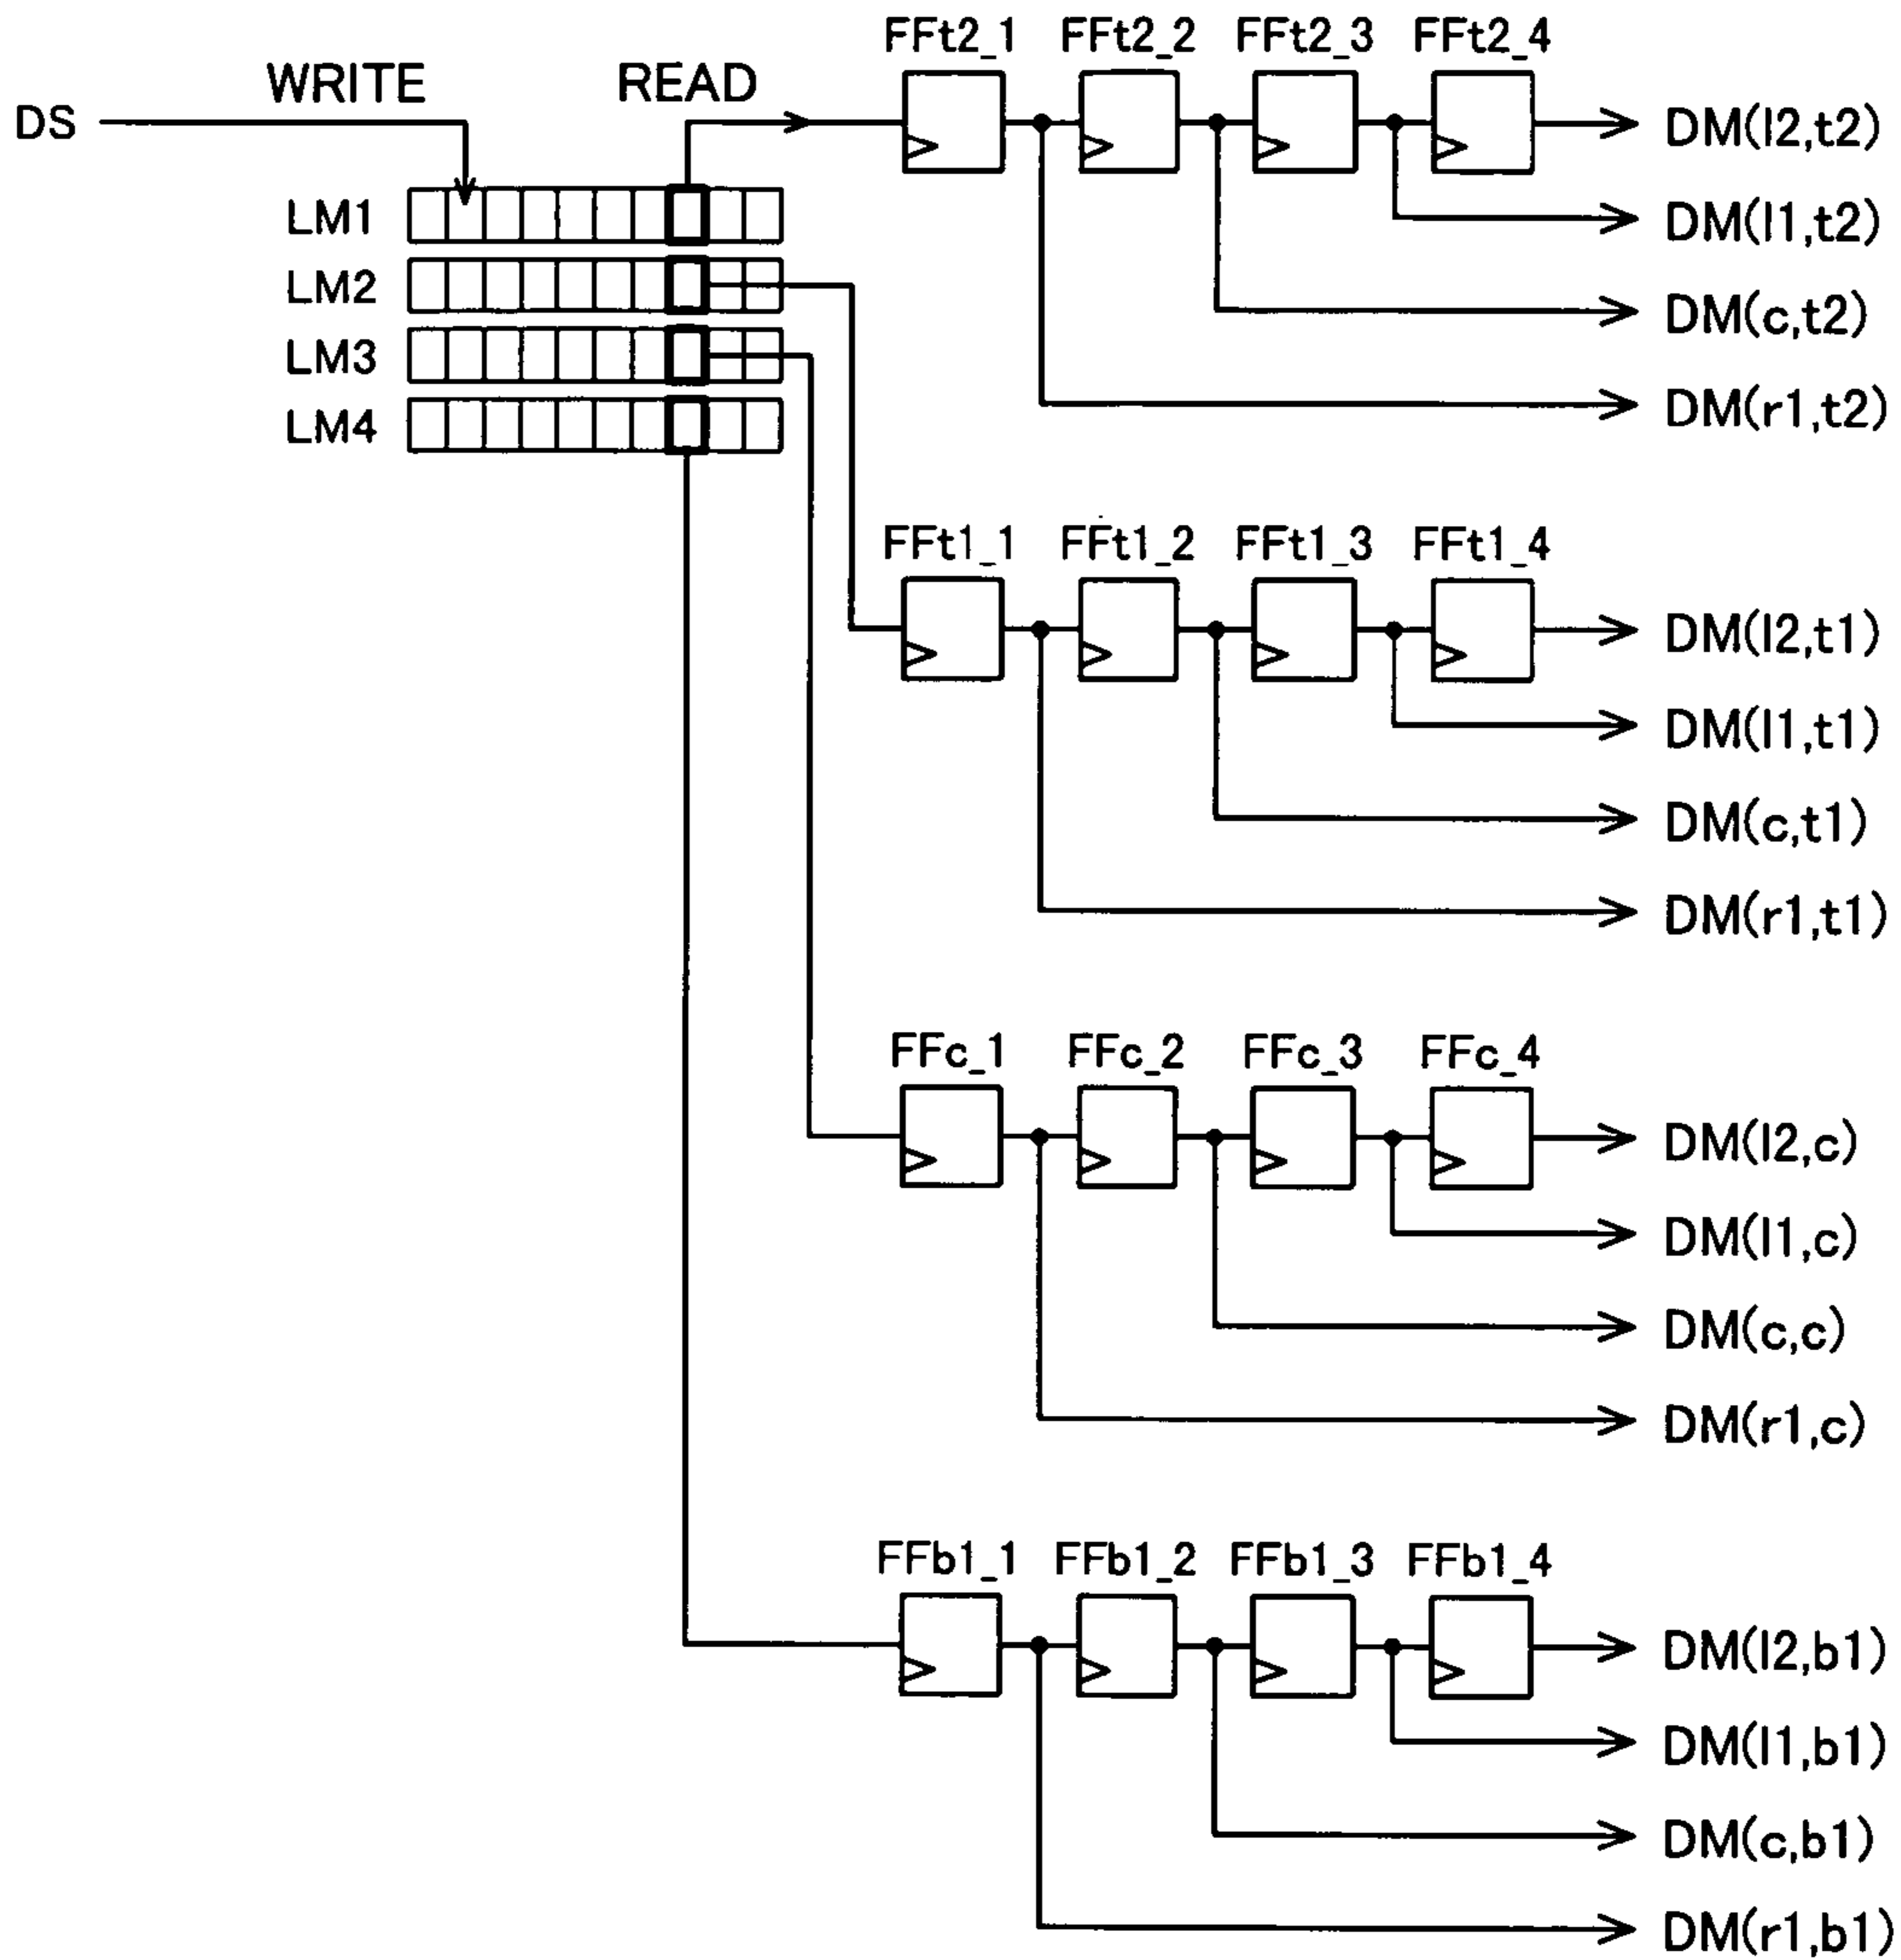 FFt2_1 FFt2_2 FFt2_3 FFt2_4
WRITE READ
DS
DM(l2,t2)
LM1
DM(l1,t2)
LM2
DM(c,t2)
LM3
DM(r1,t2)
LM4
FFt1_1 FFt1_2 FFt1_3 FFt1_4
DM(l2,t1)
DM(l1,t1)
DM(c,t1)
DM(r1,t1)
FFc_1 FFc_2 FFc_3 FFc_4
DM(l2,c)
DM(l1,c)
DM(c,c)
DM(r1,c)
FFb1_1 FFb1_2 FFb1_3 FFb1_4
DM(l2,b1)
DM(l1,b1)
DM(c,b1)
DM(r1,b1)